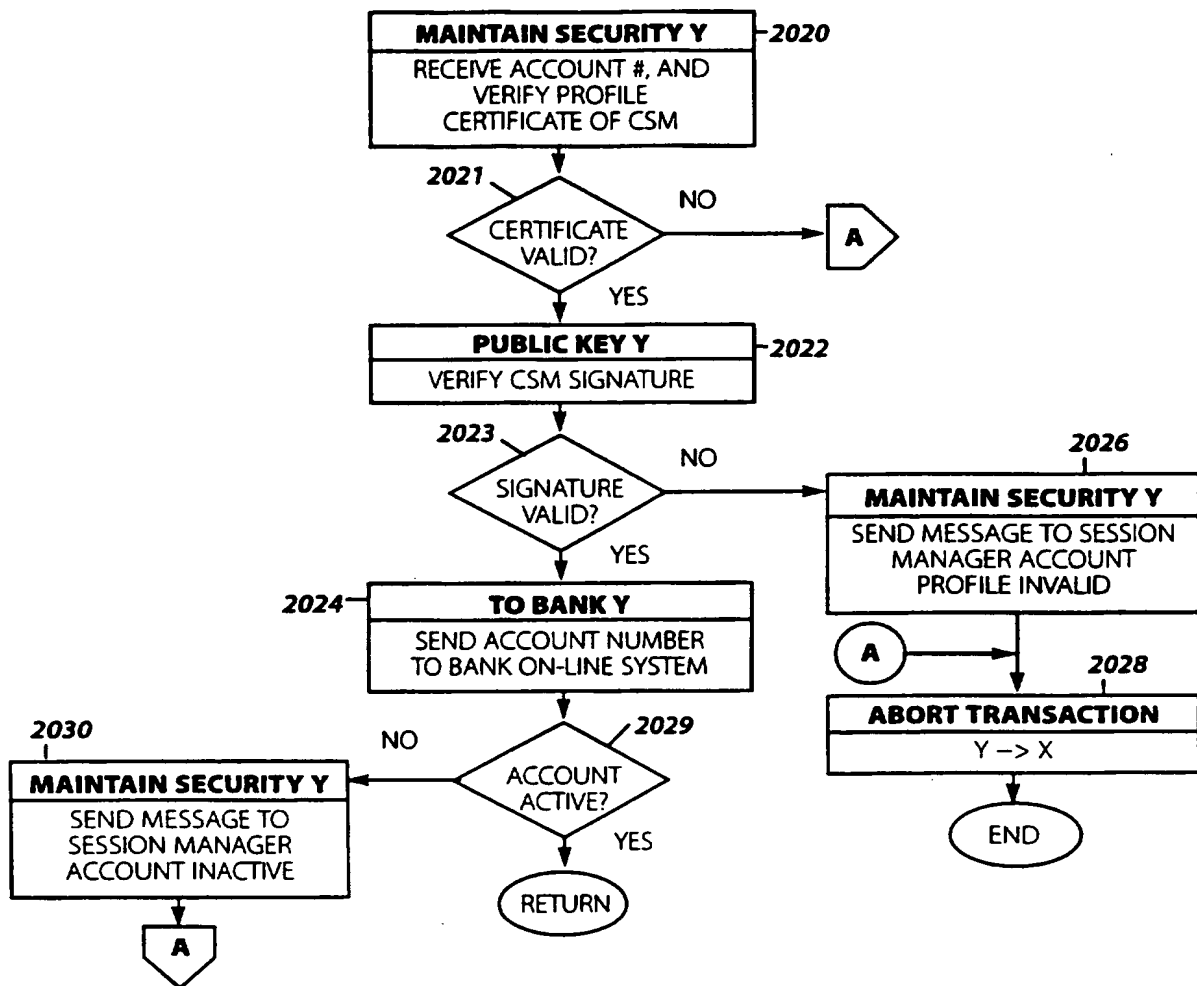 MAINTAIN SECURITY Y
2020
RECEIVE ACCOUNT #, AND
VERIFY PROFILE
CERTIFICATE OF CSM
2021
NO
CERTIFICATE
VALID?
A
YES
PUBLIC KEY Y
2022
VERIFY CSM SIGNATURE
2023
NO
SIGNATURE
VALID?
YES
2026
MAINTAIN SECURITY Y
SEND MESSAGE TO SESSION
MANAGER ACCOUNT
PROFILE INVALID
2024
TO BANK Y
SEND ACCOUNT NUMBER
TO BANK ON-LINE SYSTEM
A
2028
ABORT TRANSACTION
Y –> X
END
2029
NO
ACCOUNT
ACTIVE?
YES
RETURN
2030
MAINTAIN SECURITY Y
SEND MESSAGE TO
SESSION MANAGER
ACCOUNT INACTIVE
A